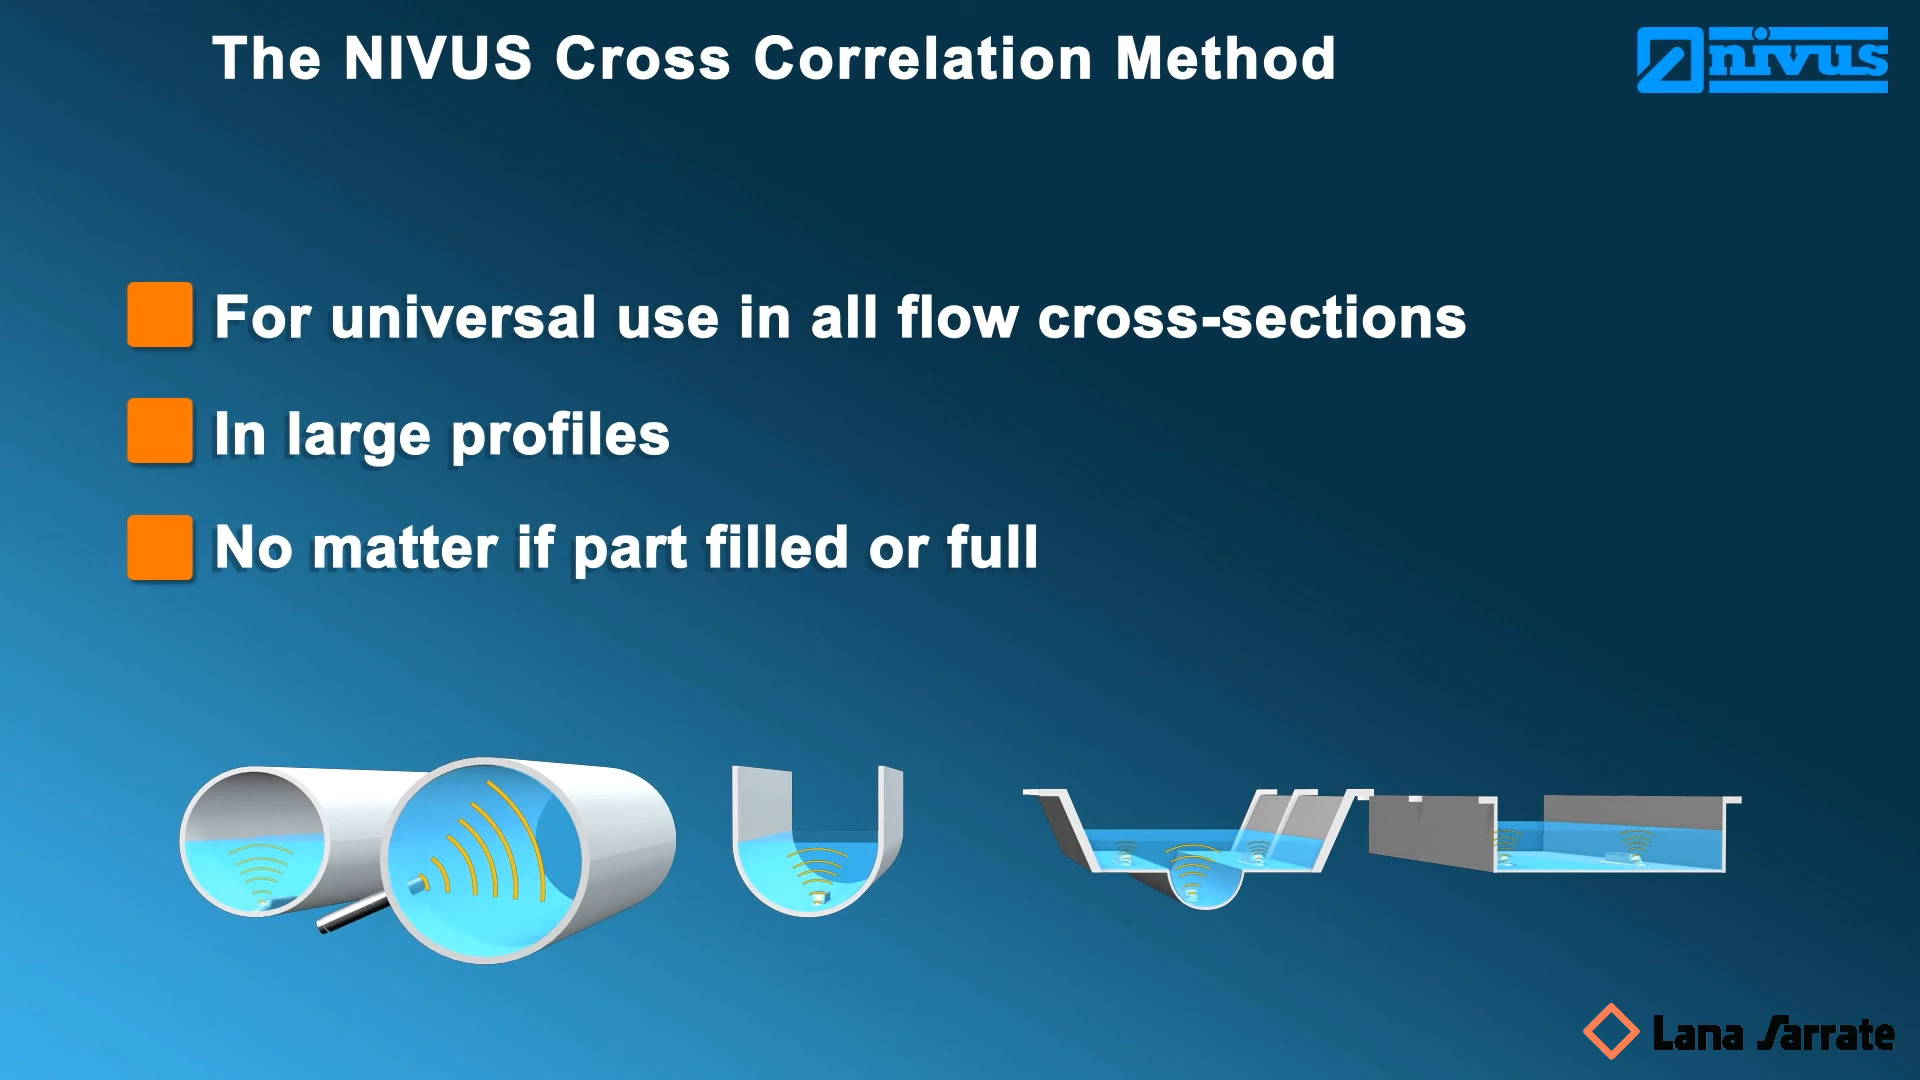 The NIVUS Cross Correlation Method
nivus
For universal use in all flow cross-sections
In large profiles
No matter if part filled or full
Lana Sarrate